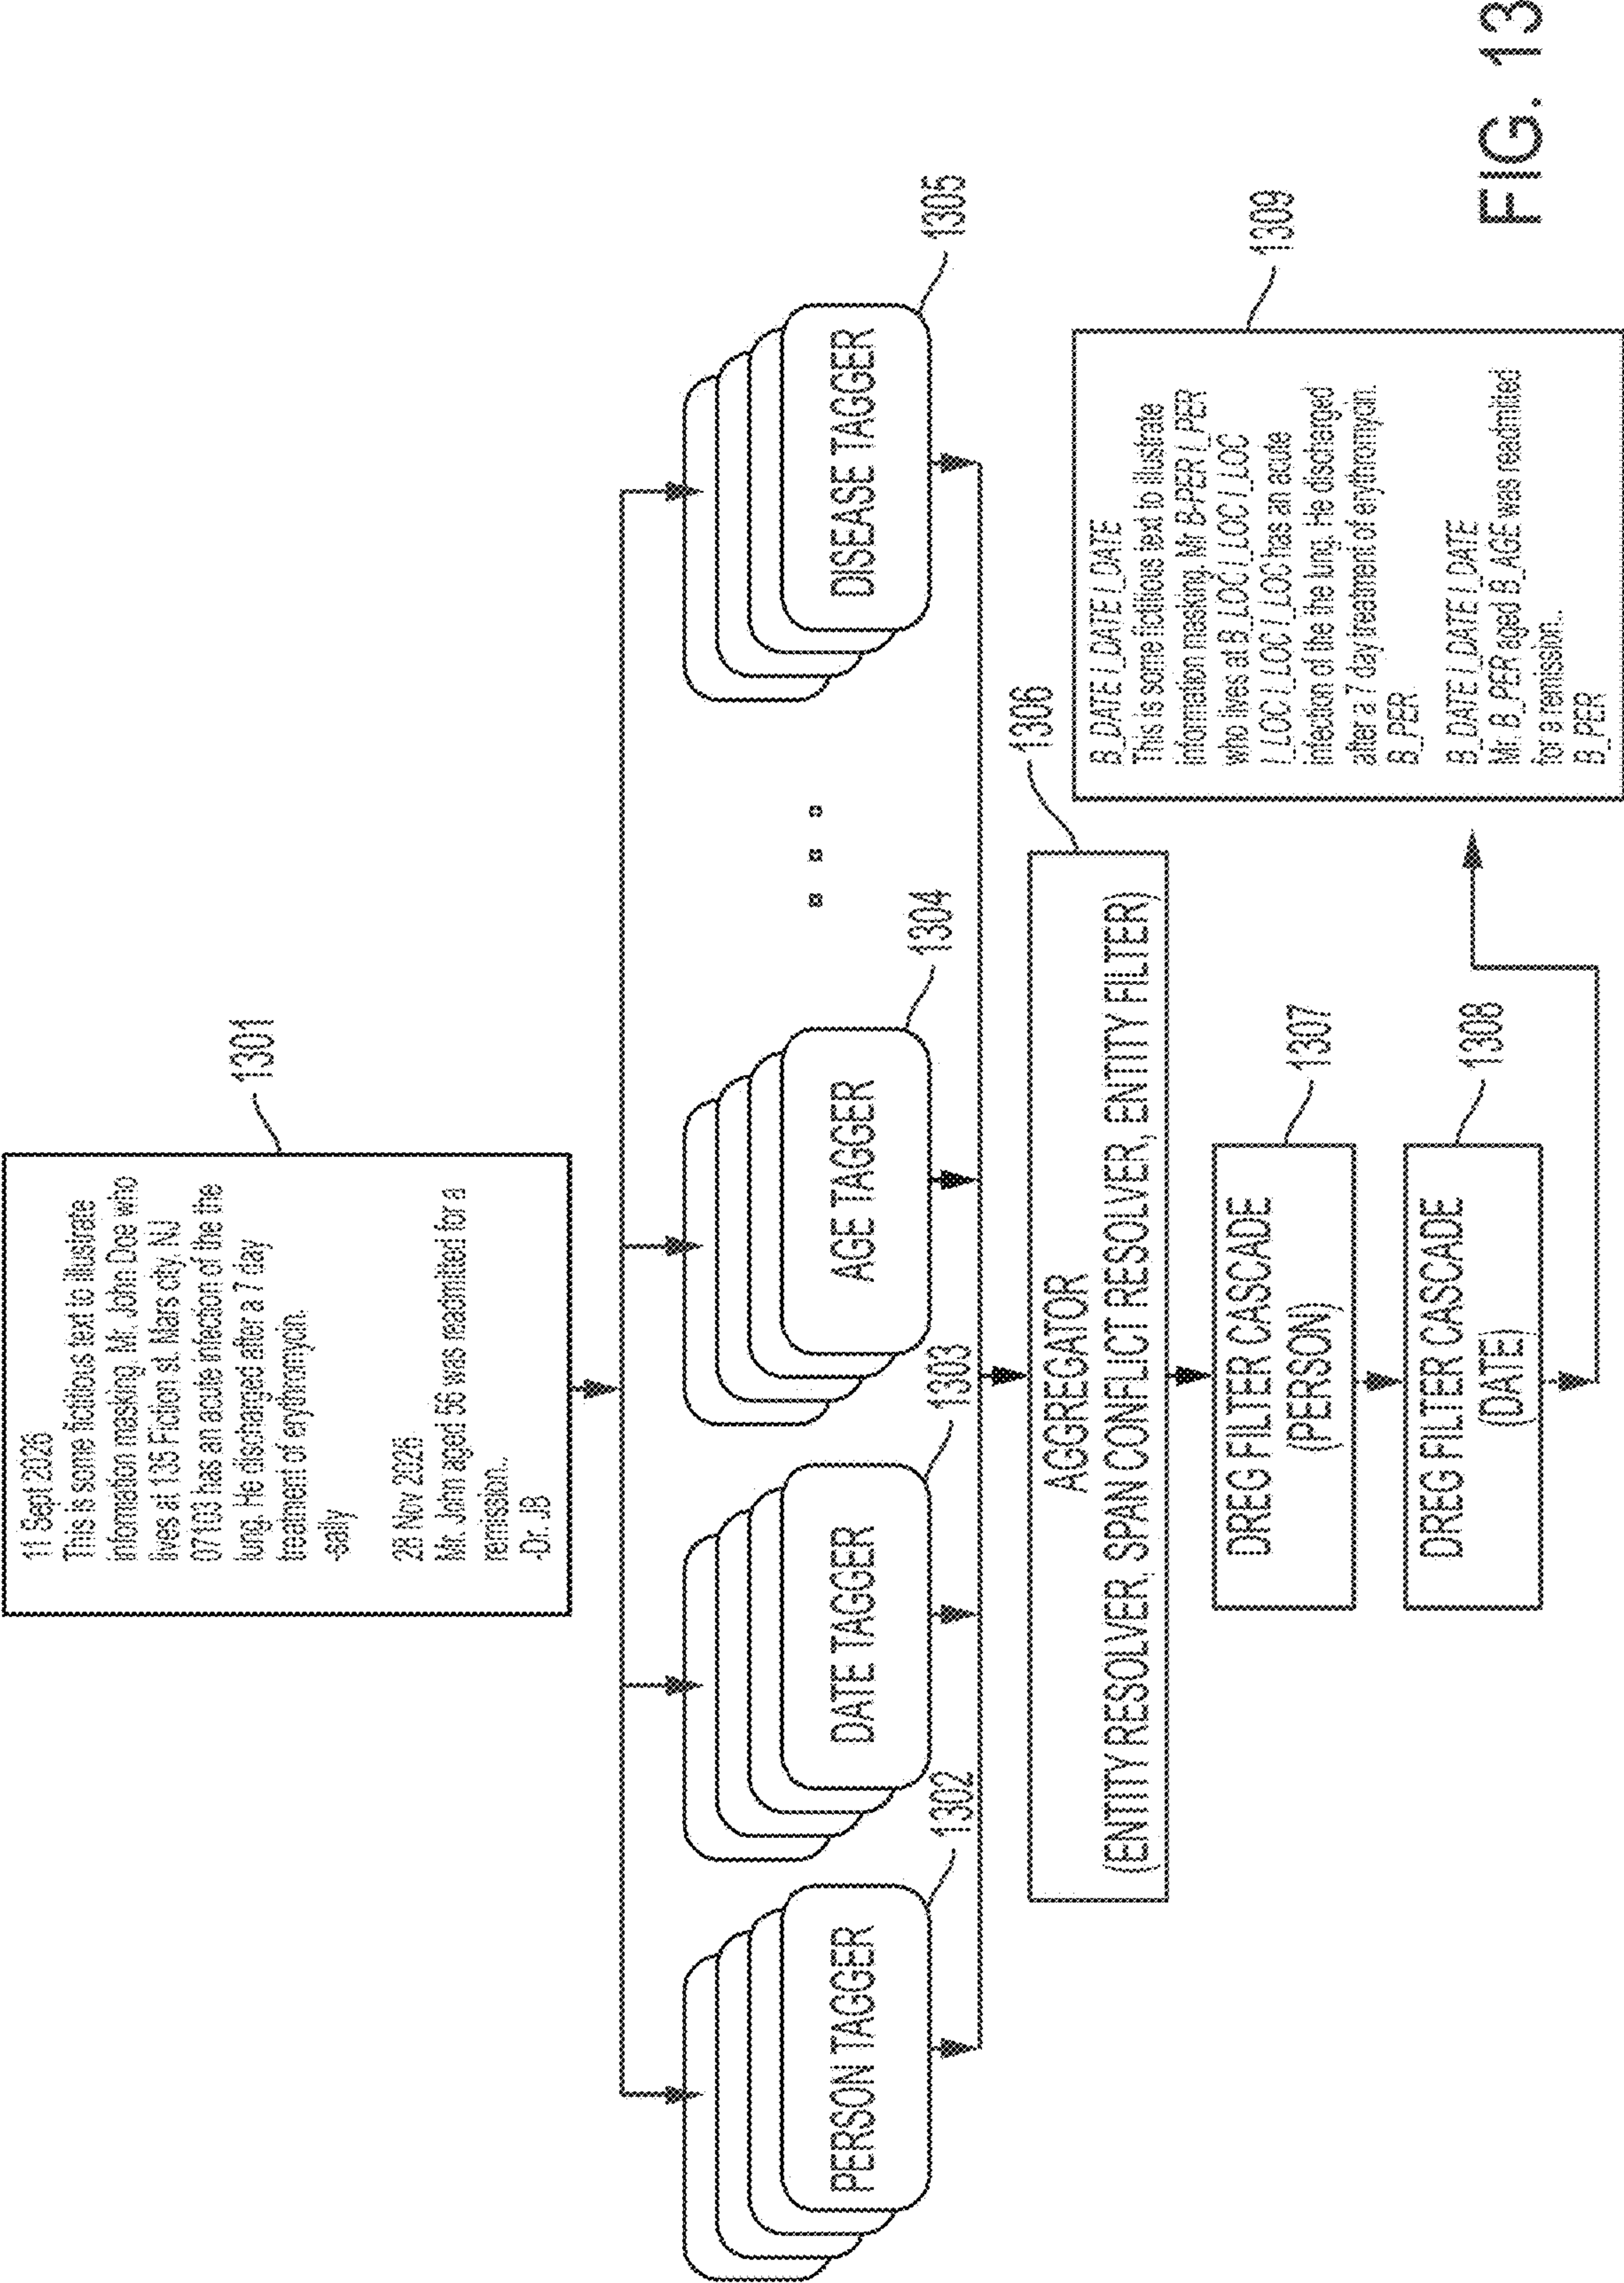 1301
11 Sept 2026
This is some fictitious text to illustrate
information masking. Mr. John Doe who
lives at 135 Fiction st. Mars city, NJ
07103 has an acute infection of the the
lung. He discharged after a 7 day
treatment of erythromycin.
-sally
28 Nov 2026
Mr. John aged 56 was readmitted for a
remission..
-Dr. JB
PERSON TAGGER
1302
DATE TAGGER
1303
AGE TAGGER
1304
DISEASE TAGGER
1305
1306
AGGREGATOR
(ENTITY RESOLVER, SPAN CONFLICT RESOLVER, ENTITY FILTER)
DREG FILTER CASCADE
(PERSON)
1307
DREG FILTER CASCADE
(DATE)
1308
1309
B_DATE I_DATE I_DATE
This is some fictitious text to illustrate
information masking. Mr B-PER I_PER
who lives at B_LOC I_LOC I_LOC
I_LOC I_LOC I_LOC has an acute
infection of the the lung. He discharged
after a 7 day treatment of erythromycin.
B_PER
B_DATE I_DATE I_DATE
Mr. B_PER aged B_AGE was readmitted
for a remission..
B_PER
FIG. 13